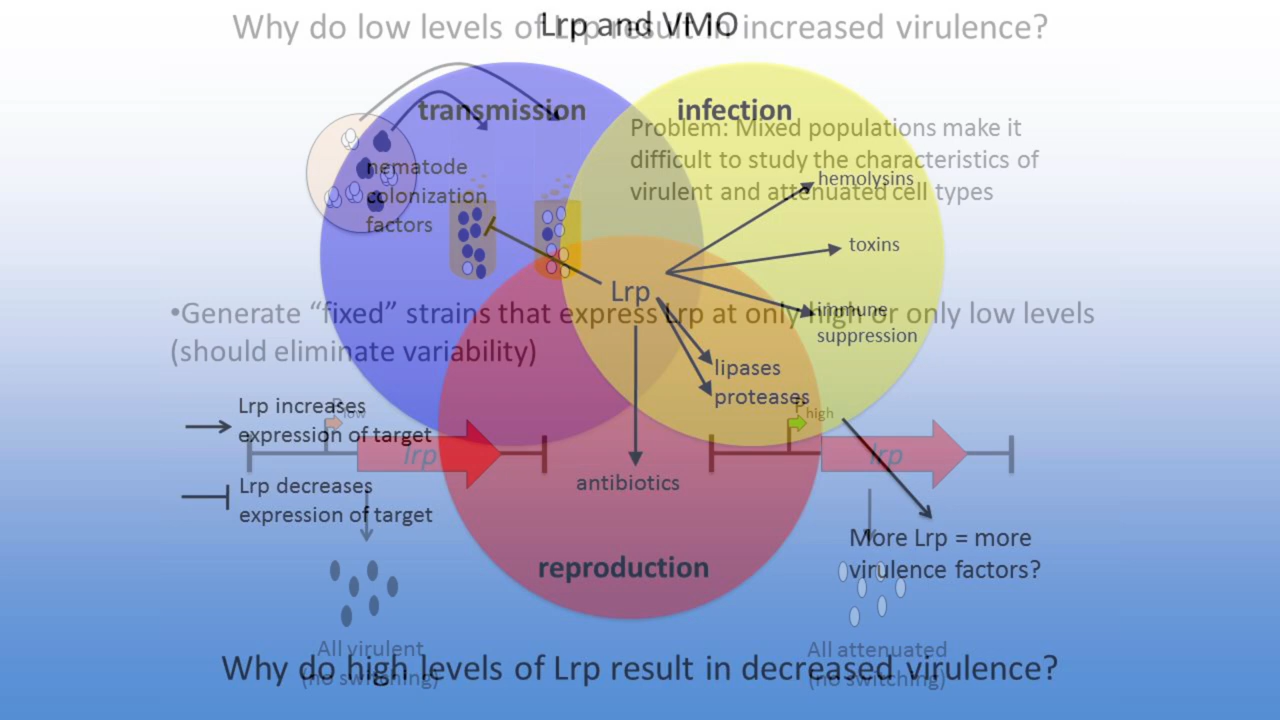 Why do low levels of Lrp result in increased virulence?
Lrp and VMO
transmission
infection
Problem: Mixed populations make it
difficult to study the characteristics of
virulent and attenuated cell types
nematode
colonization
factors
hemolysins
toxins
Lrp
•Generate “fixed” strains that express Lrp at only high or only low levels
(should eliminate variability)
immune
suppression
lipases
proteases
Lrp increases
expression of target
Plow
Phigh
lrp
lrp
Lrp decreases
expression of target
antibiotics
More Lrp = more
virulence factors?
reproduction
All virulent
(no switching)
All attenuated
(no switching)
Why do high levels of Lrp result in decreased virulence?